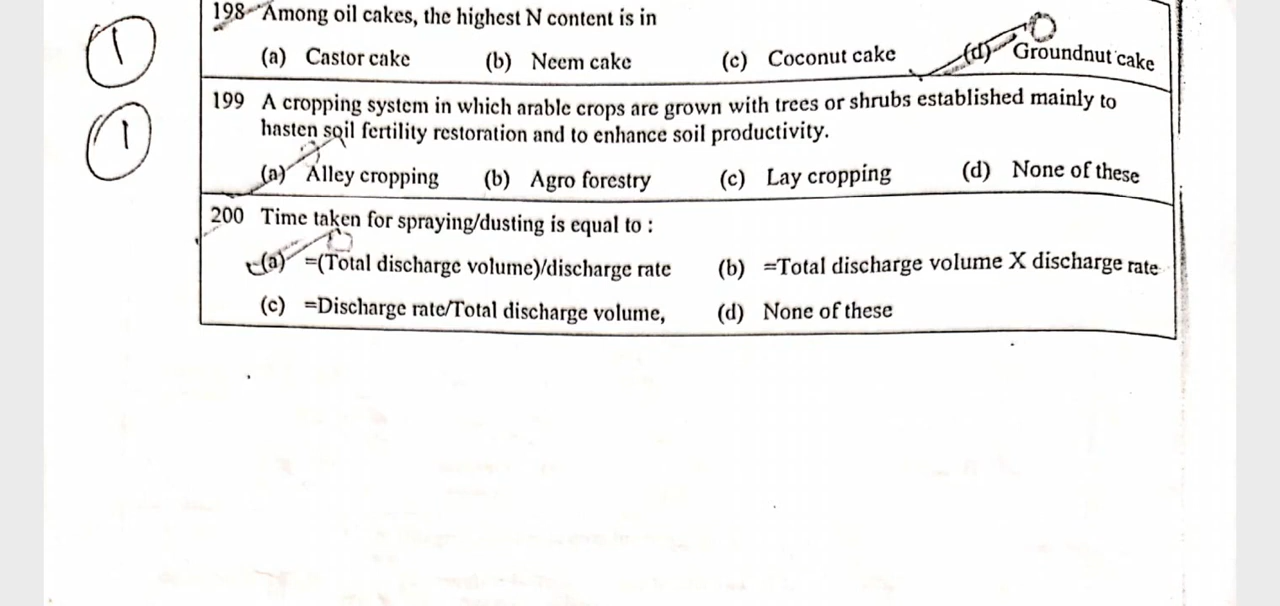 198 Among oil cakes, the highest N content is in
(a) Castor cake (b) Neem cake (c) Coconut cake (d) Groundnut cake
1
199 A cropping system in which arable crops are grown with trees or shrubs established mainly to
hasten soil fertility restoration and to enhance soil productivity.
1
(a) Alley cropping (b) Agro forestry (c) Lay cropping (d) None of these
200 Time taken for spraying/dusting is equal to :
(a) =(Total discharge volume)/discharge rate (b) =Total discharge volume X discharge rate
(c) =Discharge rate/Total discharge volume, (d) None of these